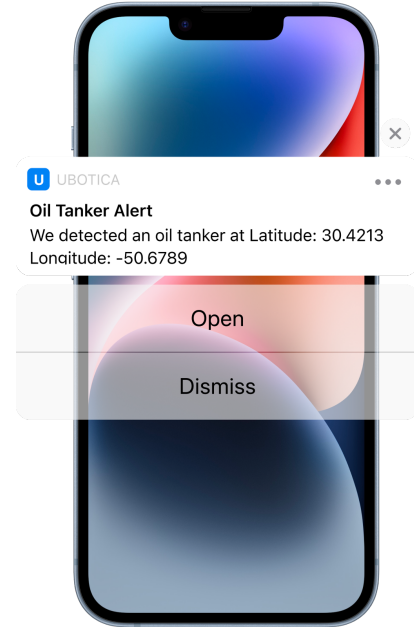 U UBOTICA
Oil Tanker Alert
We detected an oil tanker at Latitude: 30.4213
Longitude: -50.6789
Open
Dismiss